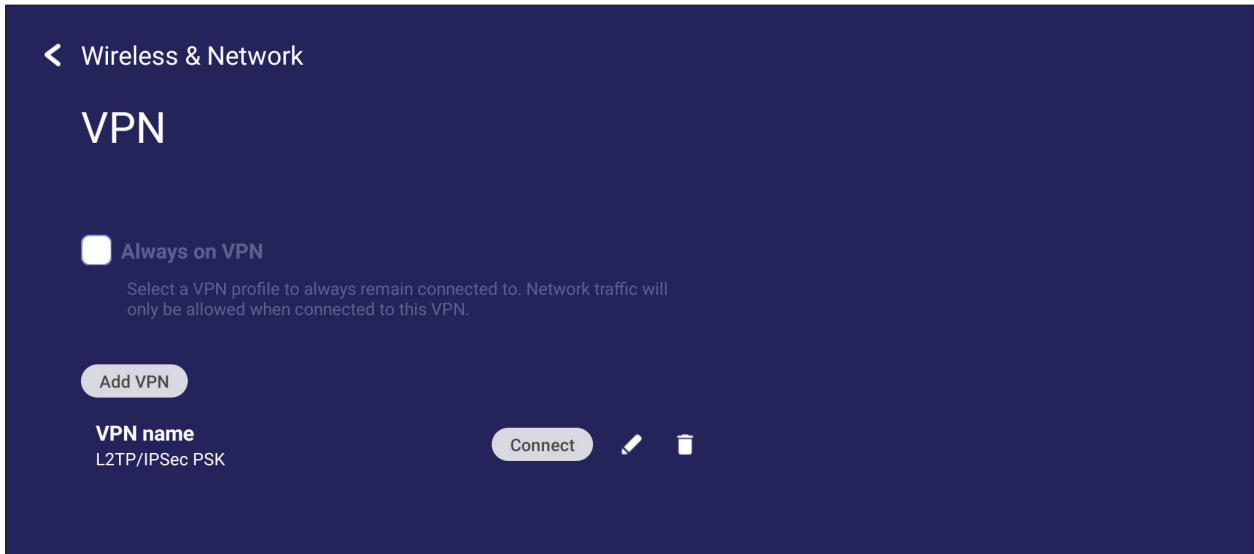 Wireless & Network
VPN
Always on VPN
Select a VPN profile to always remain connected to. Network traffic will
only be allowed when connected to this VPN.
Add VPN
VPN name
Connect
L2TP/IPSec PSK